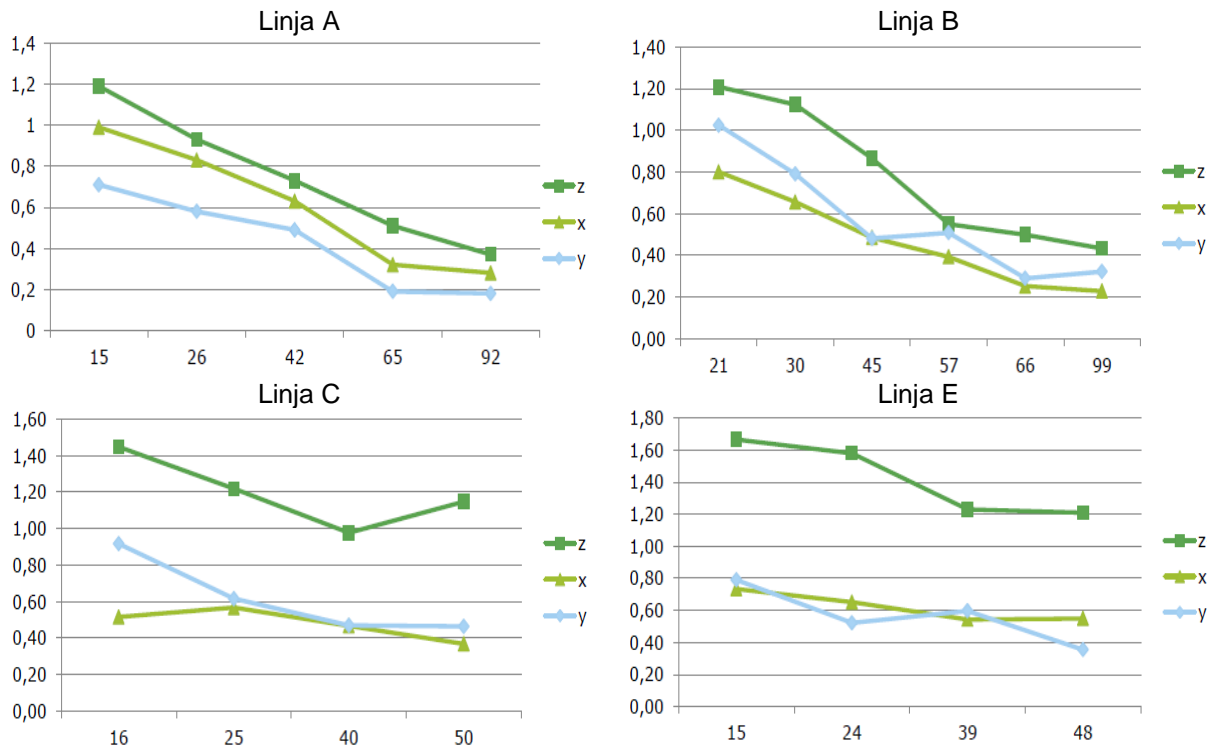 Linja A
1,4
1,2
1
0,8
0,6
0,4
0,2
0
15 26 42 65 92
z
x
y
Linja B
1,40
1,20
1,00
0,80
0,60
0,40
0,20
0,00
21 30 45 57 66 99
z
x
y
Linja C
1,60
1,40
1,20
1,00
0,80
0,60
0,40
0,20
0,00
16 25 40 50
z
x
y
Linja E
1,80
1,60
1,40
1,20
1,00
0,80
0,60
0,40
0,20
0,00
15 24 39 48
z
x
y